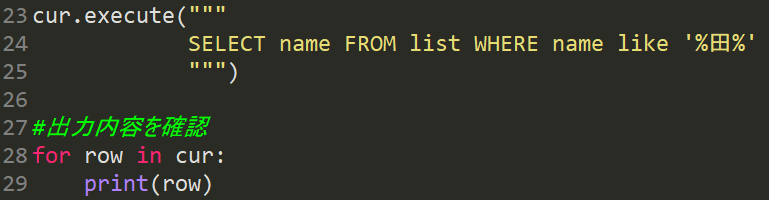 23 cur.execute("""
24             SELECT name FROM list WHERE name like '%田%'
25             """)
26
27 #出力内容を確認
28 for row in cur:
29     print(row)